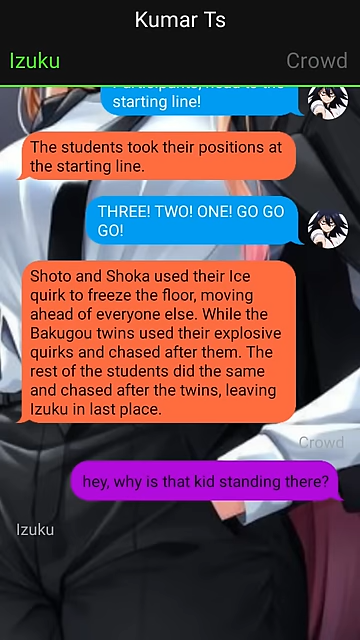 Kumar Ts
Izuku
Crowd
starting line!
The students took their positions at
the starting line.
THREE! TWO! ONE! GO GO
GO!
Shoto and Shoka used their Ice
quirk to freeze the floor, moving
ahead of everyone else. While the
Bakugou twins used their explosive
quirks and chased after them. The
rest of the students did the same
and chased after the twins, leaving
Izuku in last place.
Crowd
hey, why is that kid standing there?
Izuku